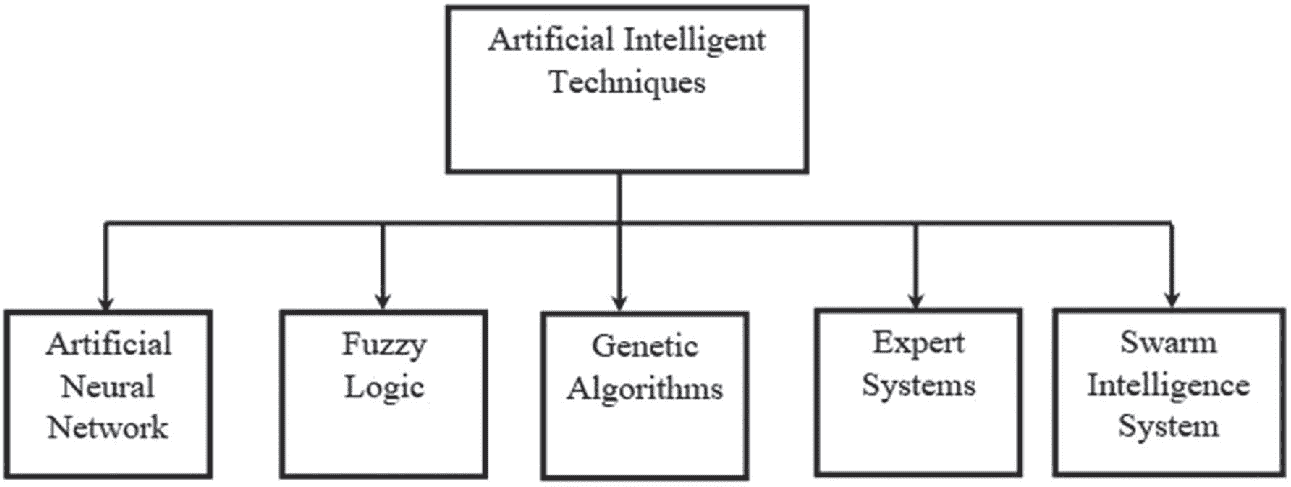 Artificial Intelligent
Techniques
Artificial
Neural
Network
Fuzzy
Logic
Genetic
Algorithms
Expert
Systems
Swarm
Intelligence
System